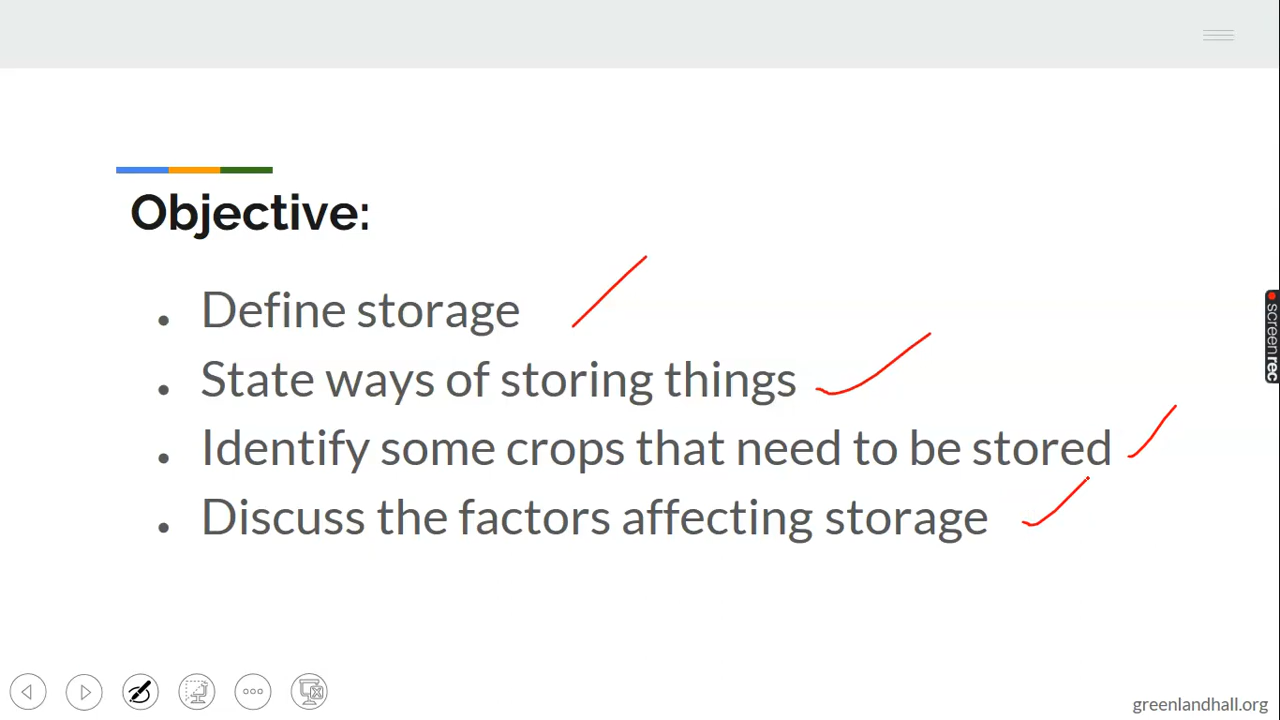 Objective:
• Define storage
• State ways of storing things
• Identify some crops that need to be stored
• Discuss the factors affecting storage
screenrec
greenlandhall.org